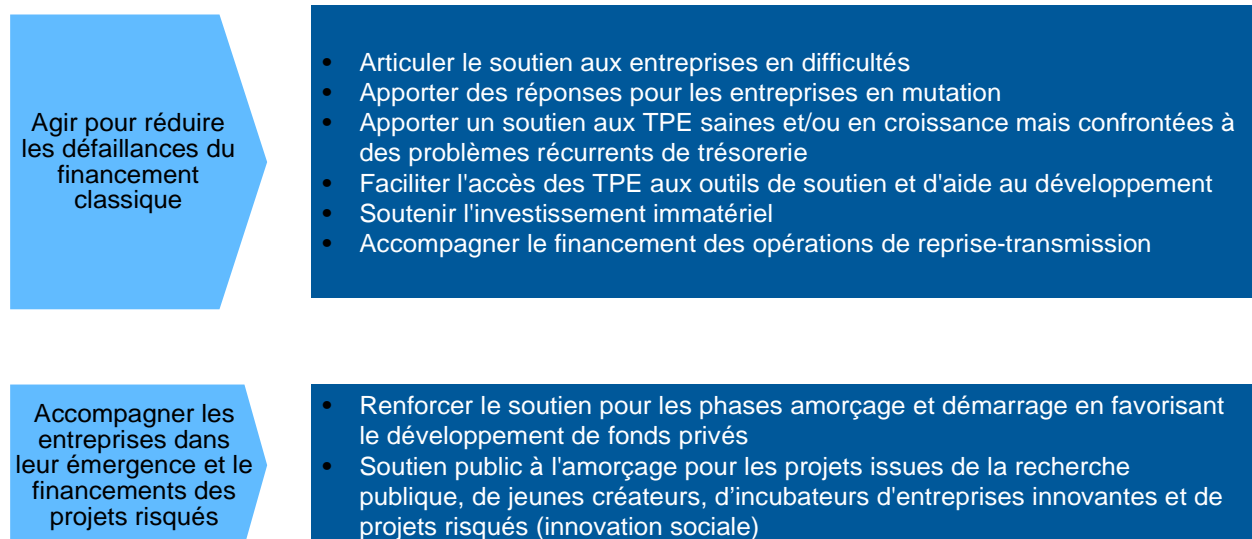 Agir pour réduire
les défaillances du
financement
classique
• Articuler le soutien aux entreprises en difficultés
• Apporter des réponses pour les entreprises en mutation
• Apporter un soutien aux TPE saines et/ou en croissance mais confrontées à
des problèmes récurrents de trésorerie
• Faciliter l'accès des TPE aux outils de soutien et d'aide au développement
• Soutenir l'investissement immatériel
• Accompagner le financement des opérations de reprise-transmission
Accompagner les
entreprises dans
leur émergence et le
financements des
projets risqués
• Renforcer le soutien pour les phases amorçage et démarrage en favorisant
le développement de fonds privés
• Soutien public à l'amorçage pour les projets issues de la recherche
publique, de jeunes créateurs, d’incubateurs d'entreprises innovantes et de
projets risqués (innovation sociale)